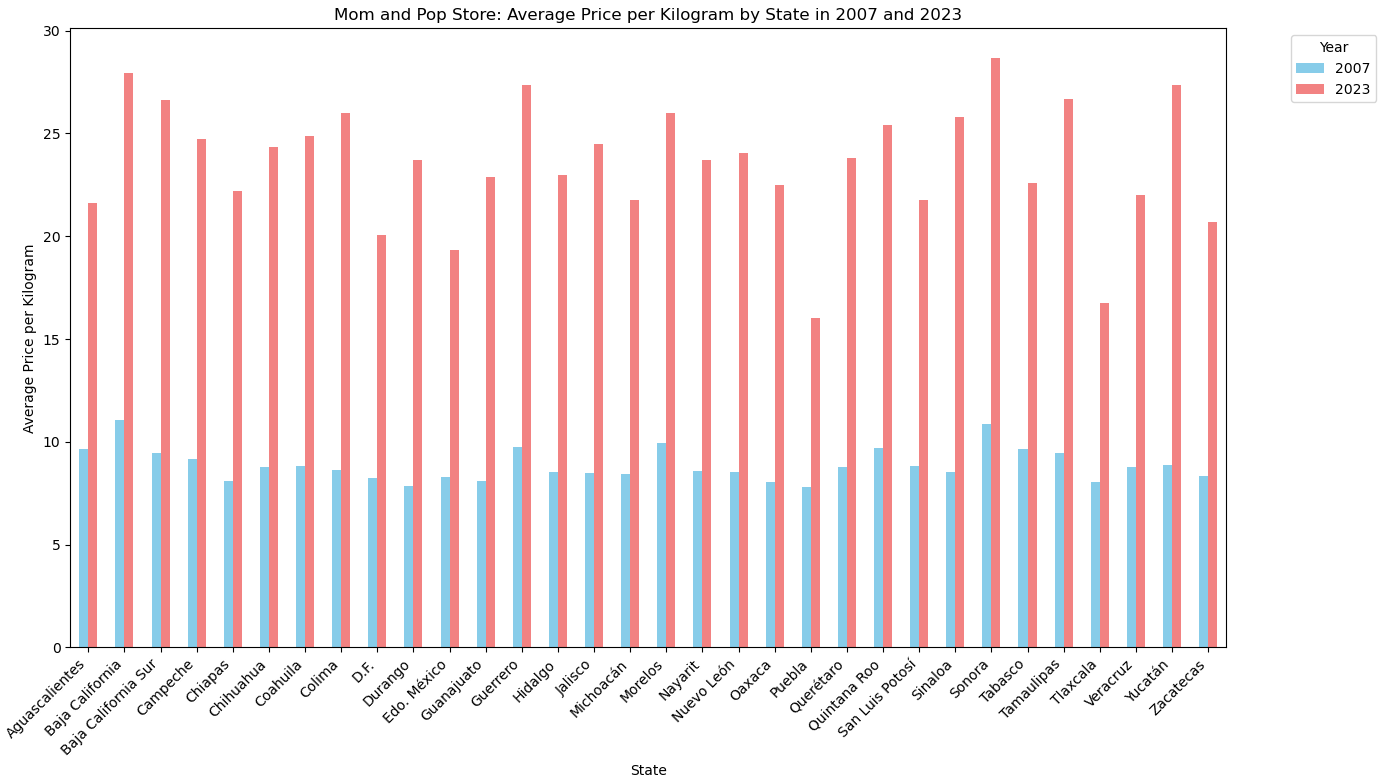 Mom and Pop Store: Average Price per Kilogram by State in 2007 and 2023
Year
2007
2023
Average Price per Kilogram
30
25
20
15
10
5
0
Aguascalientes
Baja California
Baja California Sur
Campeche
Chiapas
Chihuahua
Coahuila
Colima
D.F.
Durango
Edo. México
Guanajuato
Guerrero
Hidalgo
Jalisco
Michoacán
Morelos
Nayarit
Nuevo León
Oaxaca
Puebla
Querétaro
Quintana Roo
San Luis Potosí
Sinaloa
Sonora
Tabasco
Tamaulipas
Tlaxcala
Veracruz
Yucatán
Zacatecas
State